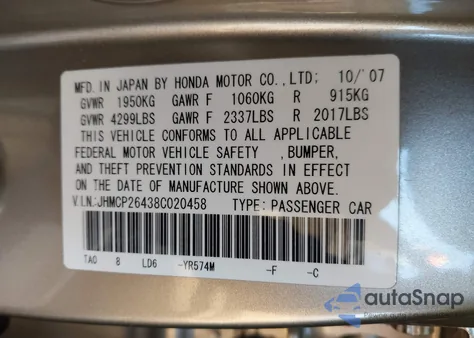 MFD. IN JAPAN BY HONDA MOTOR CO., LTD; 10/'07
GVWR 1950KG GAWR F 1060KG R 915KG
GVWR 4299LBS GAWR F 2337LBS R 2017LBS
THIS VEHICLE CONFORMS TO ALL APPLICABLE
FEDERAL MOTOR VEHICLE SAFETY , BUMPER,
AND THEFT PREVENTION STANDARDS IN EFFECT
ON THE DATE OF MANUFACTURE SHOWN ABOVE.
V.I.N.:JHMCP26438C020458 TYPE: PASSENGER CAR
TA0 8 LD6 -YR574M -F -C
autoSnap